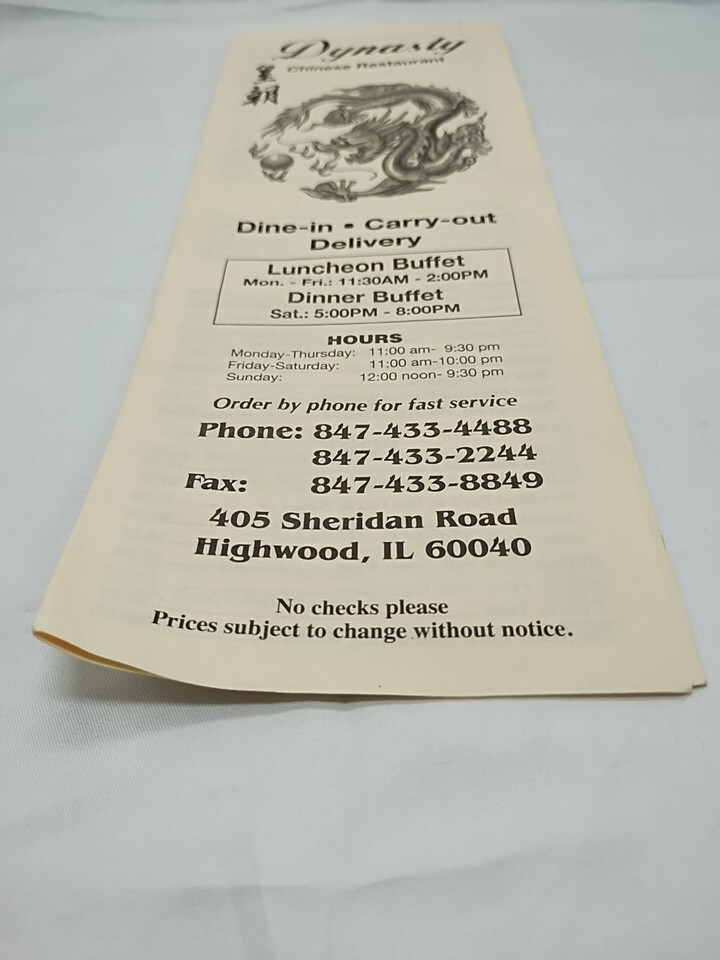 Dynasty
Chinese Restaurant
皇
朝
Dine-in • Carry-out
Delivery
Luncheon Buffet
Mon. - Fri.: 11:30AM - 2:00PM
Dinner Buffet
Sat.: 5:00PM - 8:00PM
HOURS
Monday-Thursday: 11:00 am- 9:30 pm
Friday-Saturday: 11:00 am-10:00 pm
Sunday: 12:00 noon- 9:30 pm
Order by phone for fast service
Phone: 847-433-4488
847-433-2244
Fax: 847-433-8849
405 Sheridan Road
Highwood, IL 60040
No checks please
Prices subject to change without notice.